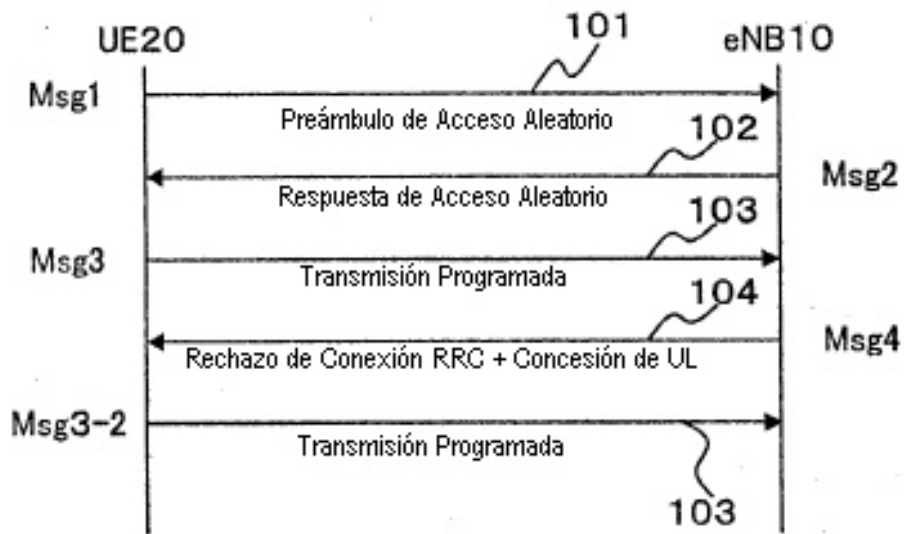 UE20
101
eNB10
Msg1
Preámbulo de Acceso Aleatorio
102
Msg2
Respuesta de Acceso Aleatorio
103
Msg3
Transmisión Programada
104
Msg4
Rechazo de Conexión RRC + Concesión de UL
Msg3-2
Transmisión Programada
103